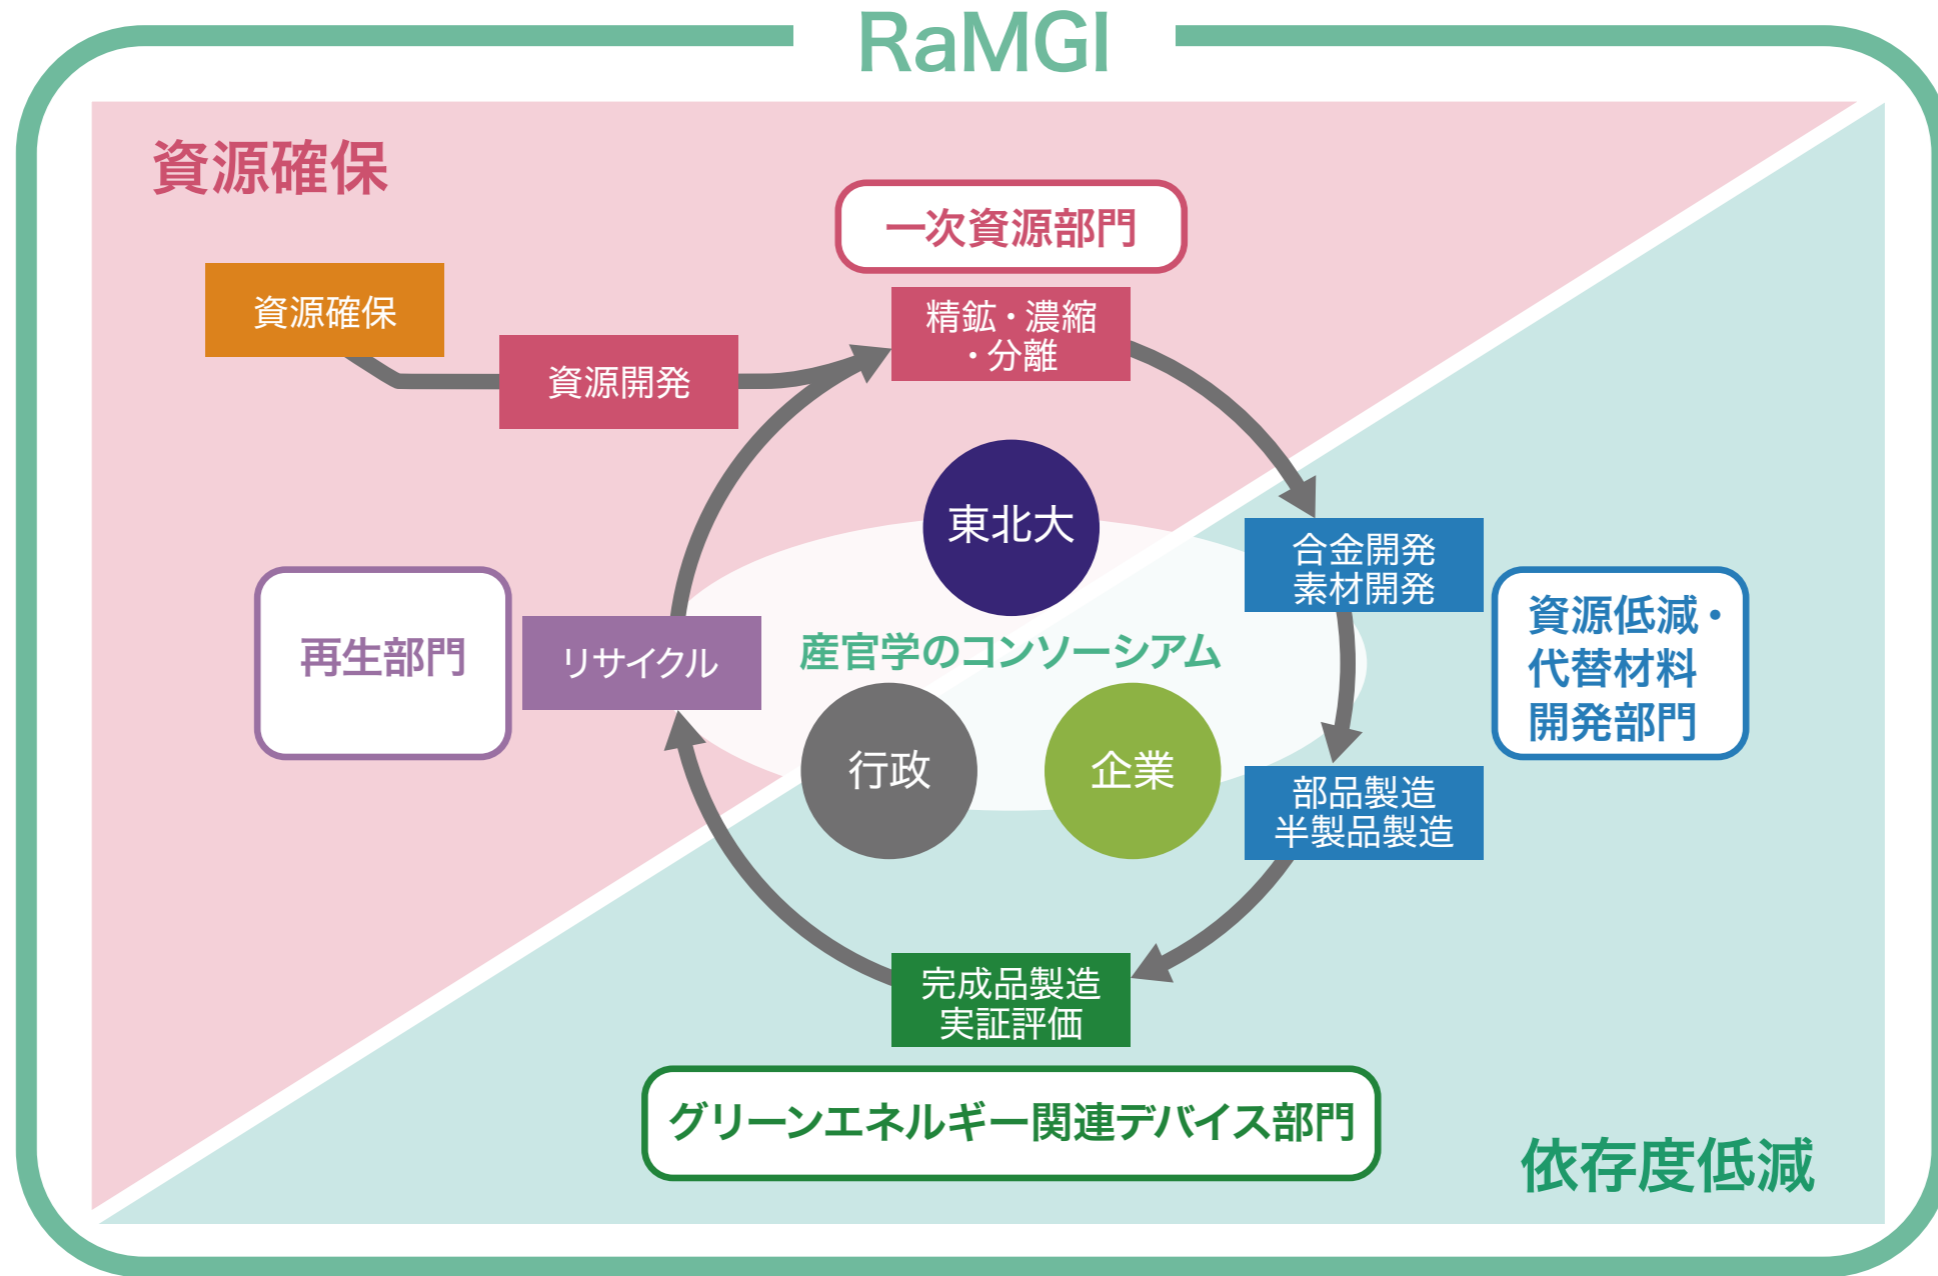 RaMGI
資源確保
一次資源部門
資源確保
資源開発
精鉱・濃縮
・分離
東北大
合金開発
素材開発
資源低減・
代替材料
開発部門
再生部門
リサイクル
産官学のコンソーシアム
行政
企業
部品製造
半製品製造
完成品製造
実証評価
グリーンエネルギー関連デバイス部門
依存度低減